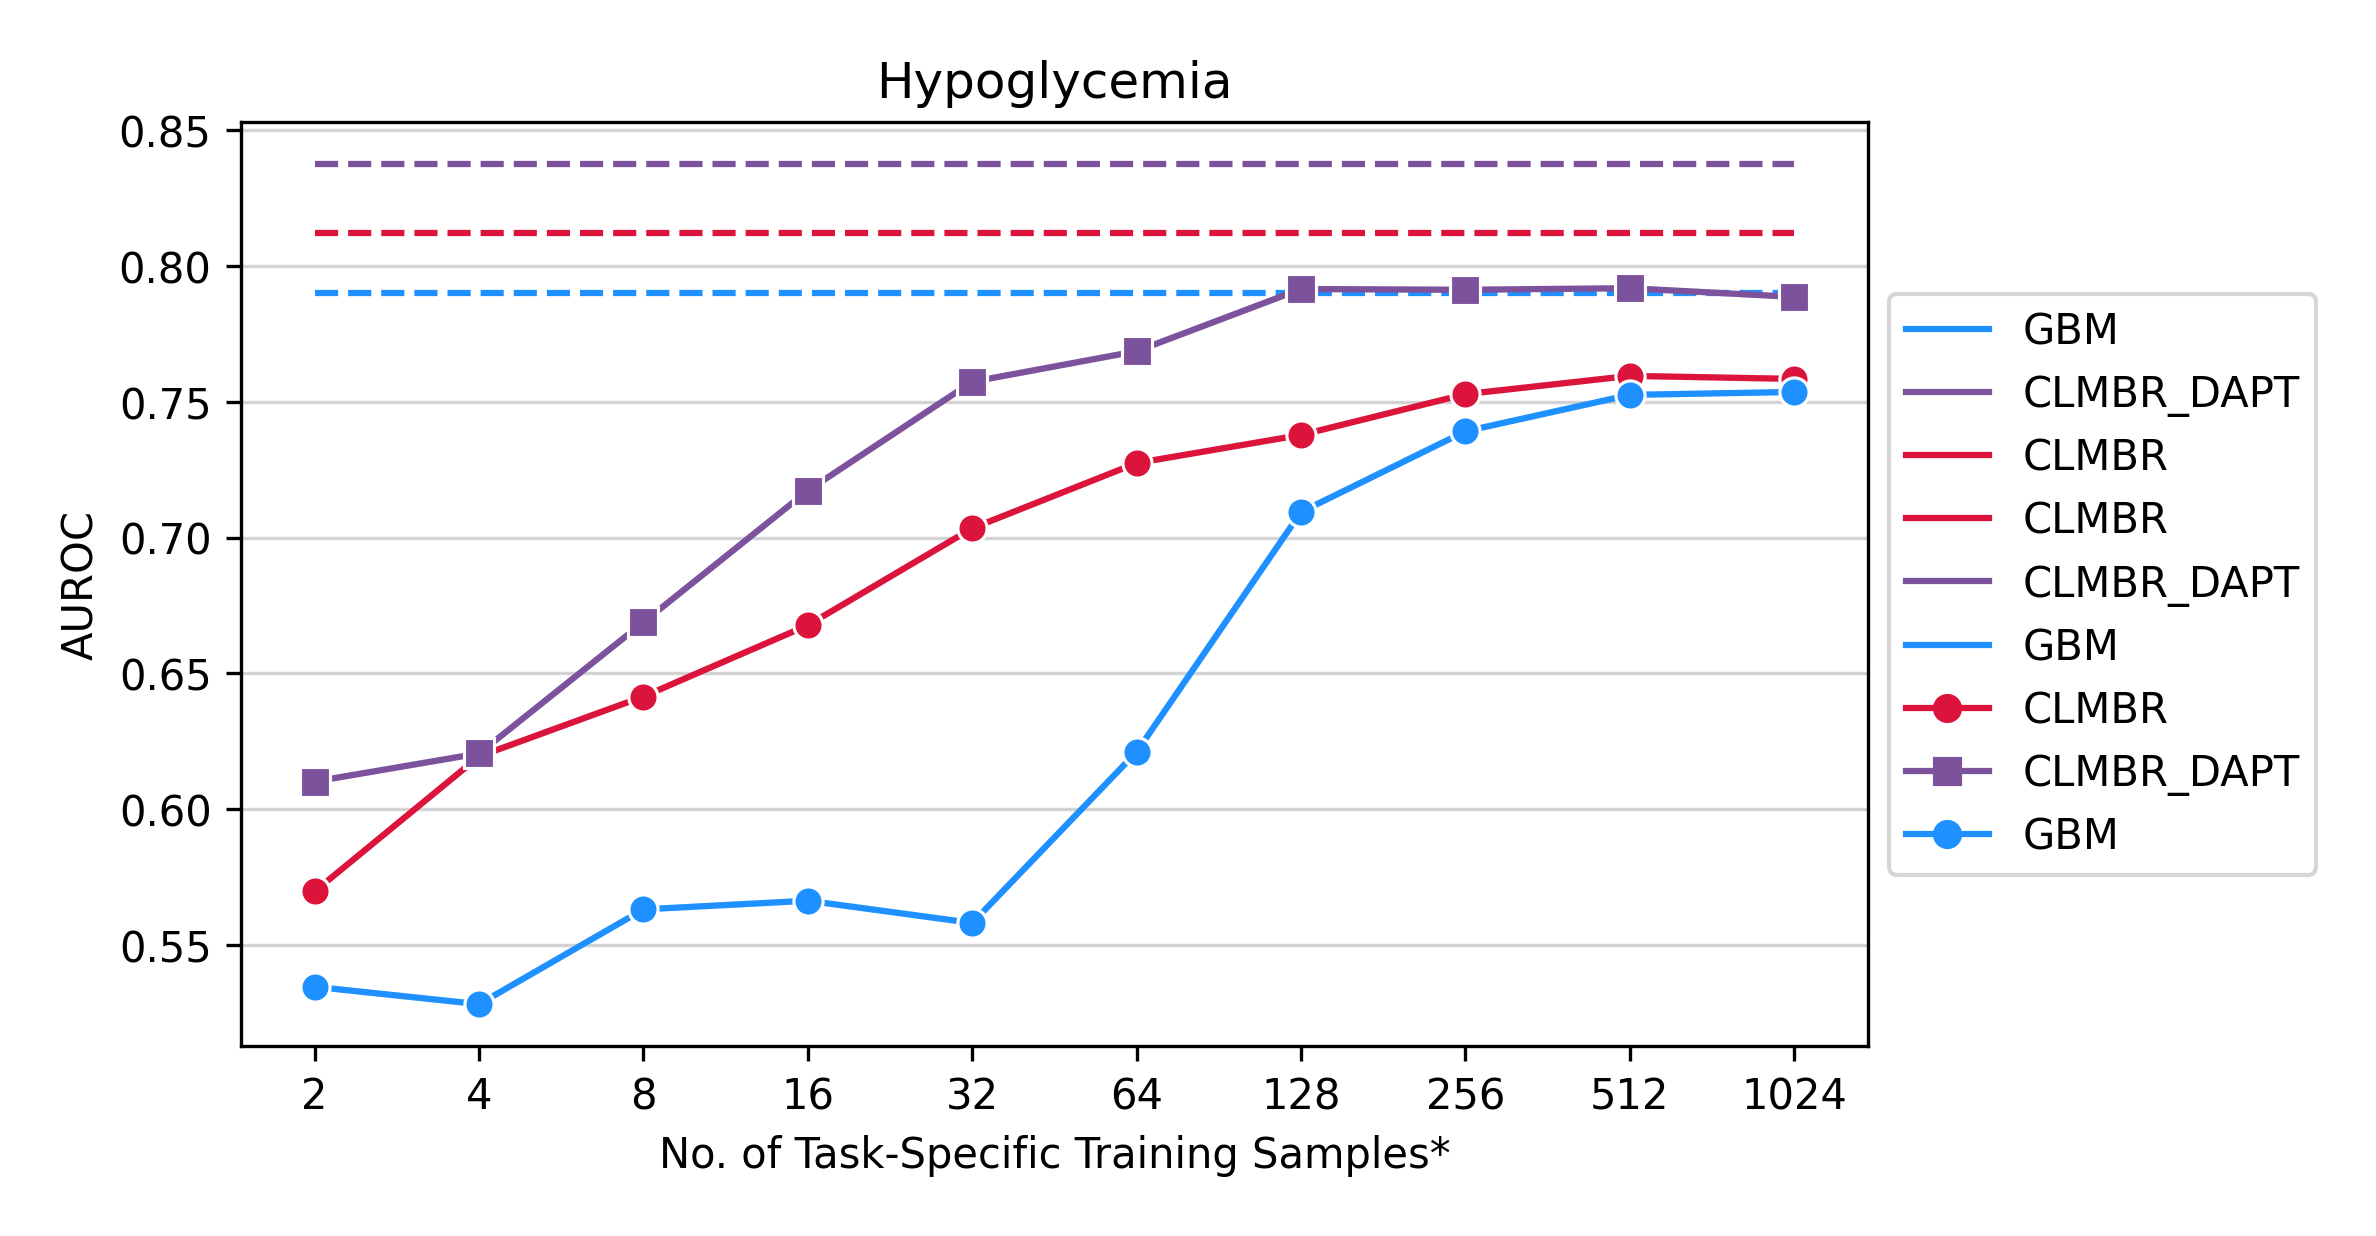 Hypoglycemia
0.85
0.80
0.75
0.70
0.65
0.60
0.55
AUROC
2 4 8 16 32 64 128 256 512 1024
No. of Task-Specific Training Samples*
GBM
CLMBR_DAPT
CLMBR
CLMBR
CLMBR_DAPT
GBM
CLMBR
CLMBR_DAPT
GBM